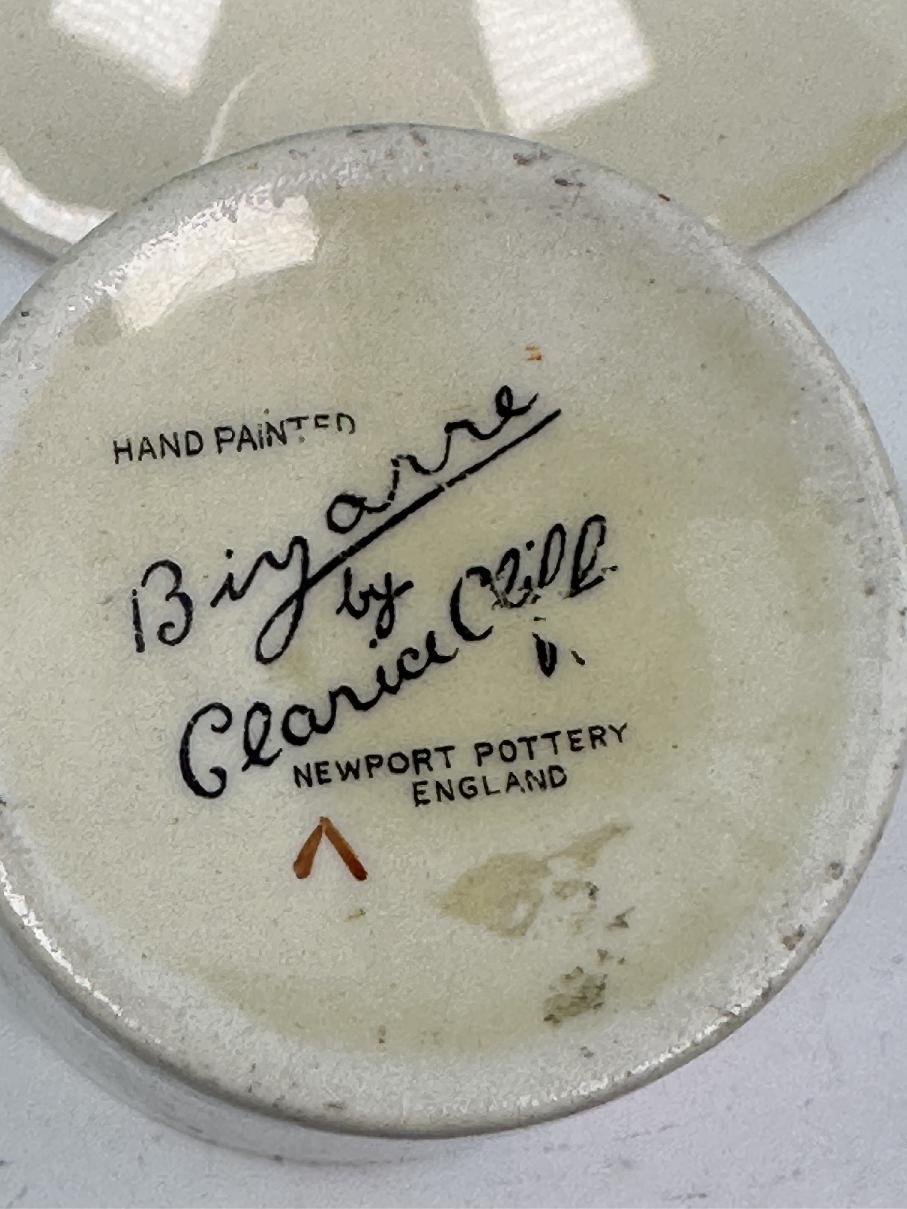 HAND PAINTED
Bizarre
by
Clarice Cliff
NEWPORT POTTERY
ENGLAND